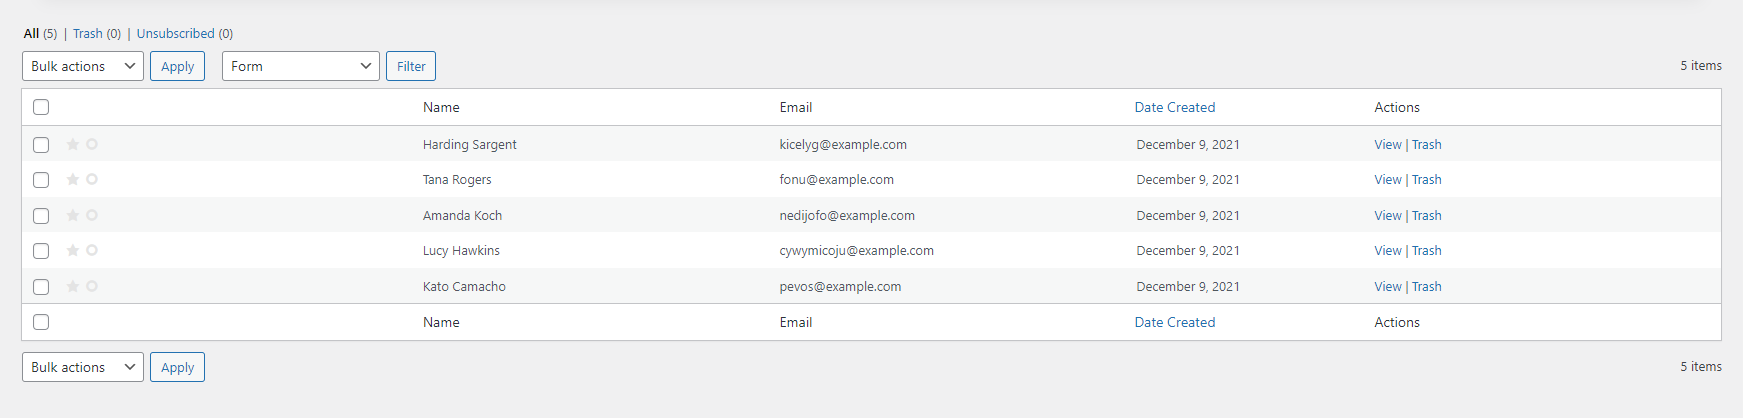 All (5) | Trash (0) | Unsubscribed (0)
Bulk actions Apply Form Filter 5 items
Name Email Date Created Actions
Harding Sargent kicelyg@example.com December 9, 2021 View | Trash
Tana Rogers fonu@example.com December 9, 2021 View | Trash
Amanda Koch nedijofo@example.com December 9, 2021 View | Trash
Lucy Hawkins cywymicoju@example.com December 9, 2021 View | Trash
Kato Camacho pevos@example.com December 9, 2021 View | Trash
Name Email Date Created Actions
Bulk actions Apply 5 items